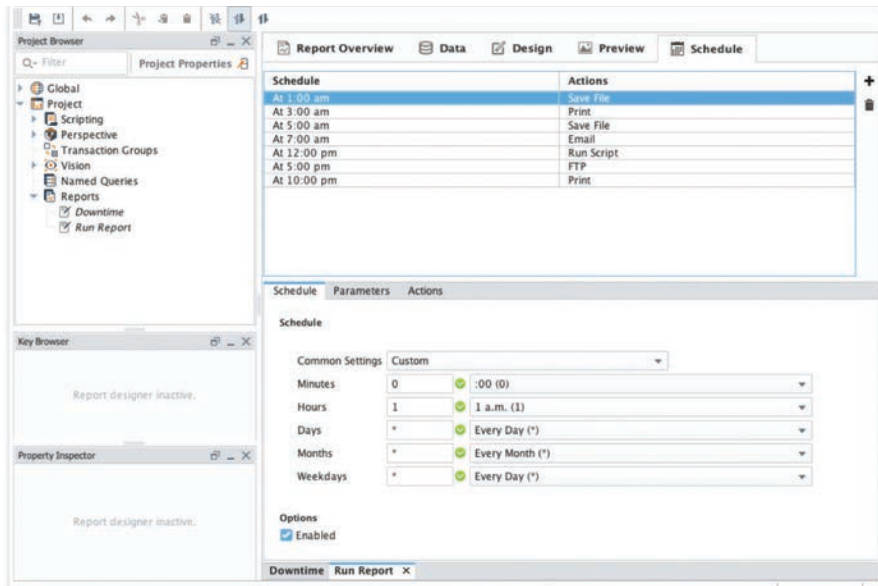 Project Browser
Filter
Project Properties
Global
Project
Scripting
Perspective
Transaction Groups
Vision
Named Queries
Reports
Downtime
Run Report
Key Browser
Report designer inactive.
Property Inspector
Report designer inactive.
Report Overview Data Design Preview Schedule
Schedule Actions
At 1:00 am Save File
At 3:00 am Print
At 5:00 am Save File
At 7:00 am Email
At 12:00 pm Run Script
At 5:00 pm FTP
At 10:00 pm Print
Schedule Parameters Actions
Schedule
Common Settings Custom
Minutes 0 :00 (0)
Hours 1 1 a.m. (1)
Days * Every Day (*)
Months * Every Month (*)
Weekdays * Every Day (*)
Options
Enabled
Downtime Run Report X